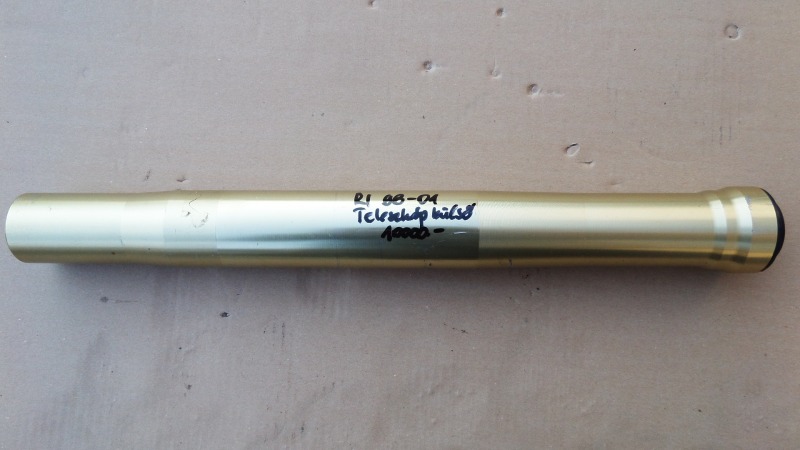 R1 98-01
Teleszkóp külső
10000-